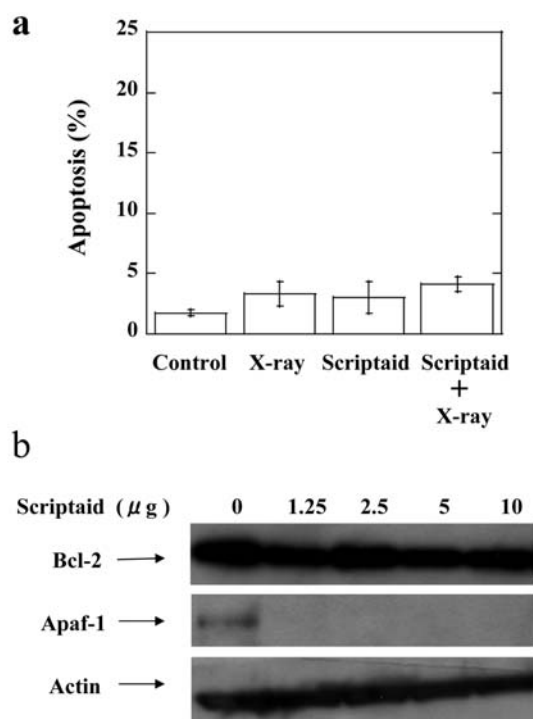 a
25
20
15
10
5
0
Apoptosis (%)
Control X-ray Scriptaid Scriptaid
+
X-ray
b
Scriptaid (μg) 0 1.25 2.5 5 10
Bcl-2
Apaf-1
Actin